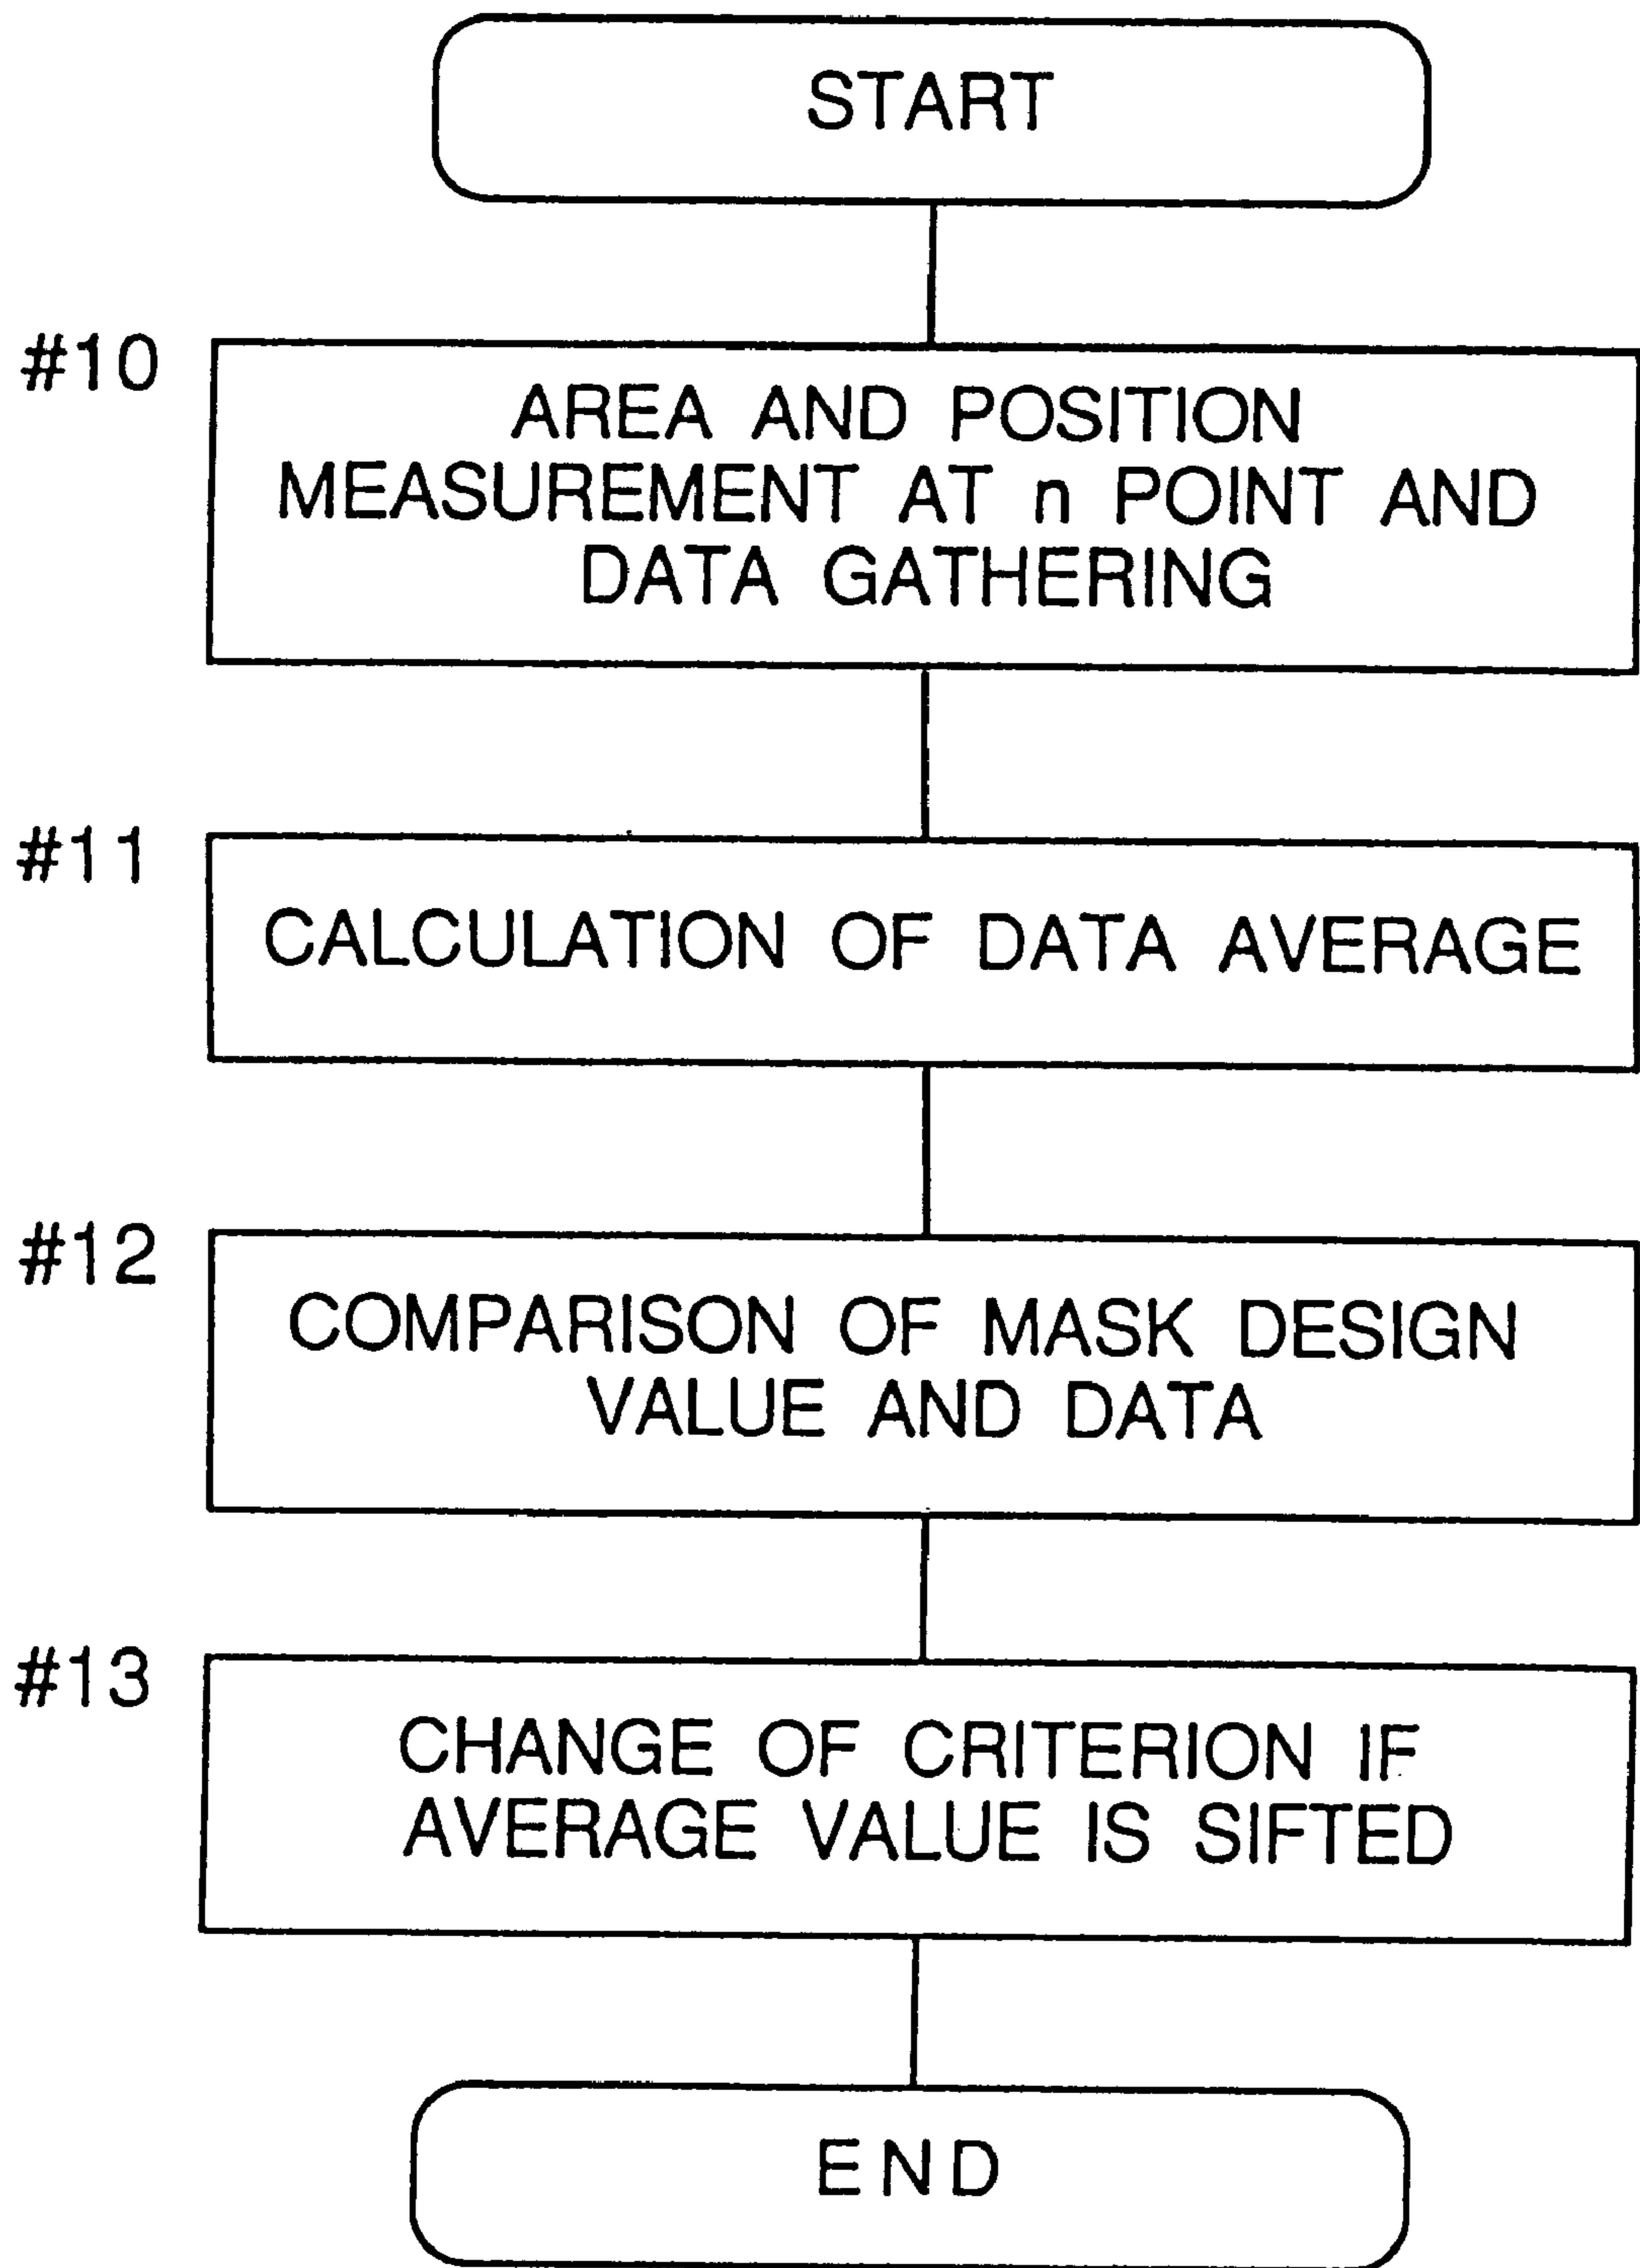 START
#10
AREA AND POSITION
MEASUREMENT AT n POINT AND
DATA GATHERING
#11
CALCULATION OF DATA AVERAGE
#12
COMPARISON OF MASK DESIGN
VALUE AND DATA
#13
CHANGE OF CRITERION IF
AVERAGE VALUE IS SIFTED
END